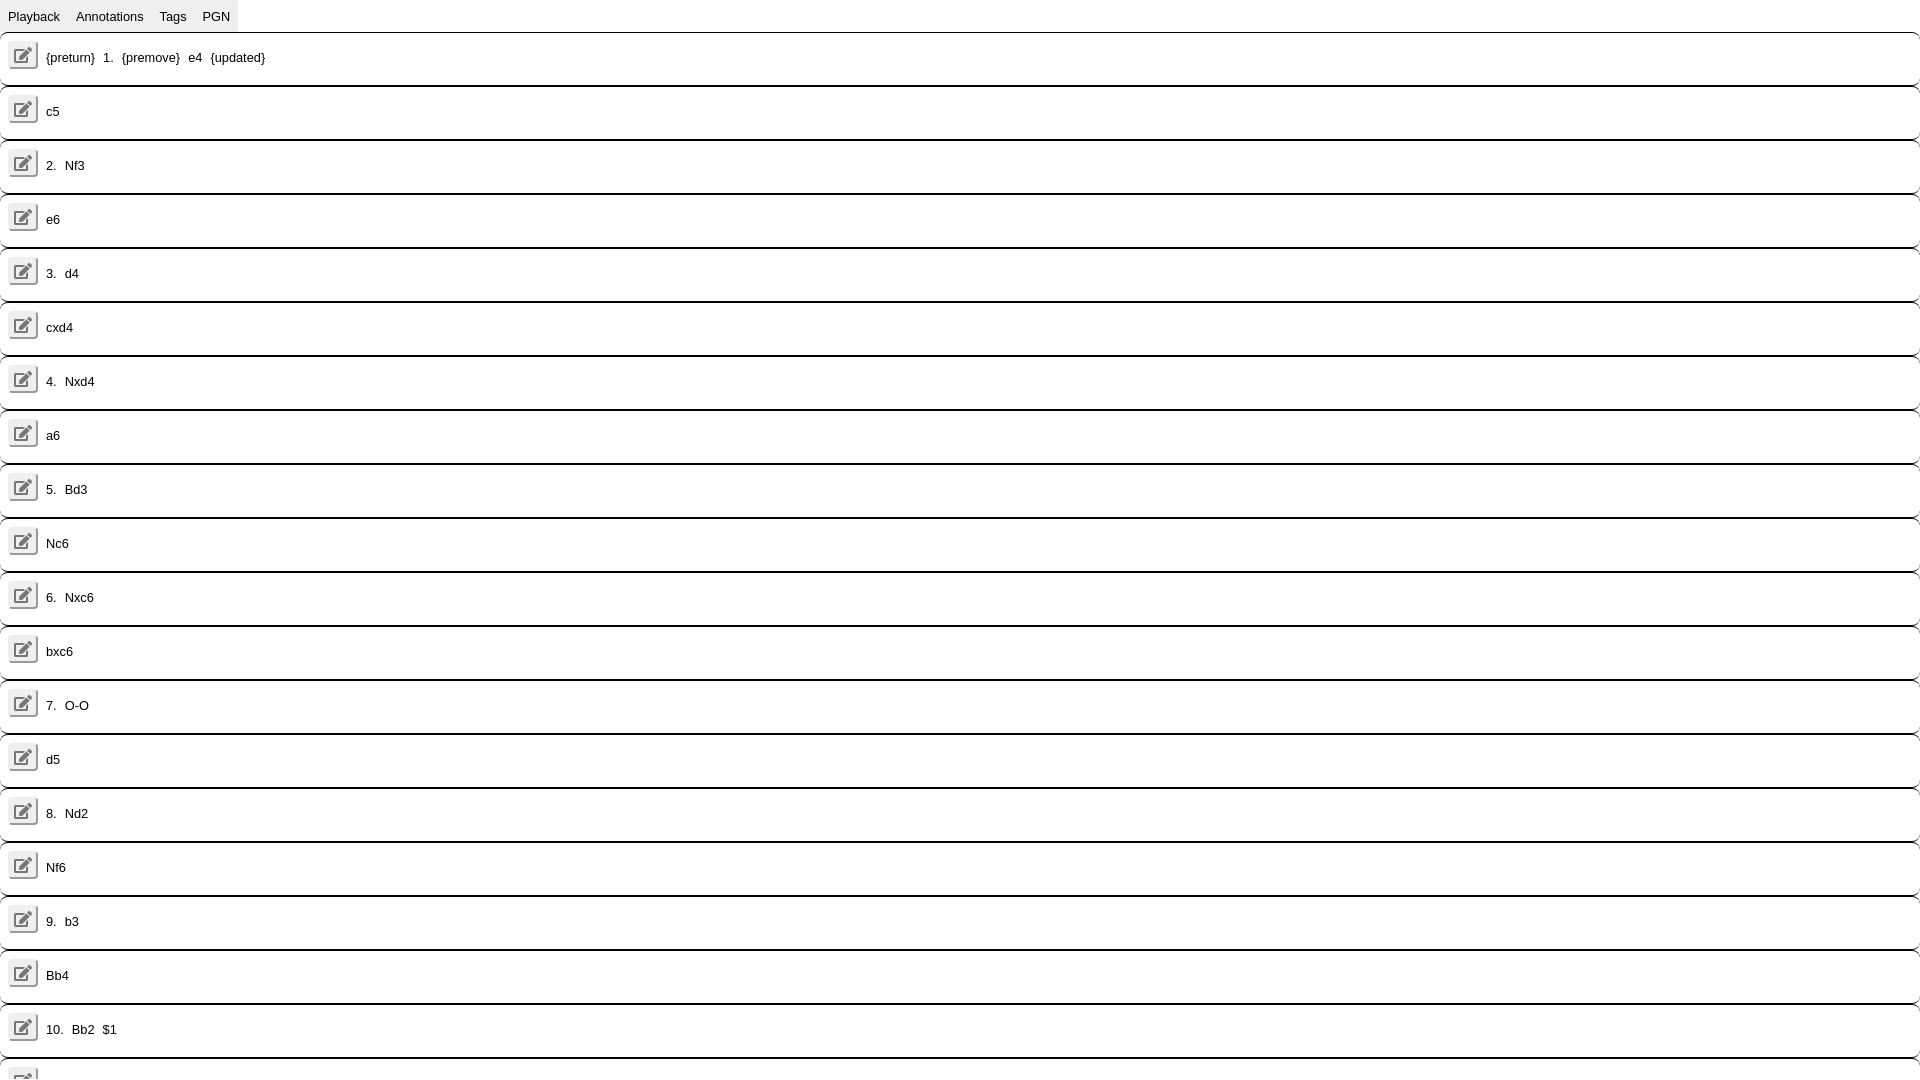 Playback Annotations Tags PGN
{preturn} 1. {premove} e4 {updated}
c5
2. Nf3
e6
3. d4
cxd4
4. Nxd4
a6
5. Bd3
Nc6
6. Nxc6
bxc6
7. O-O
d5
8. Nd2
Nf6
9. b3
Bb4
10. Bb2 $1